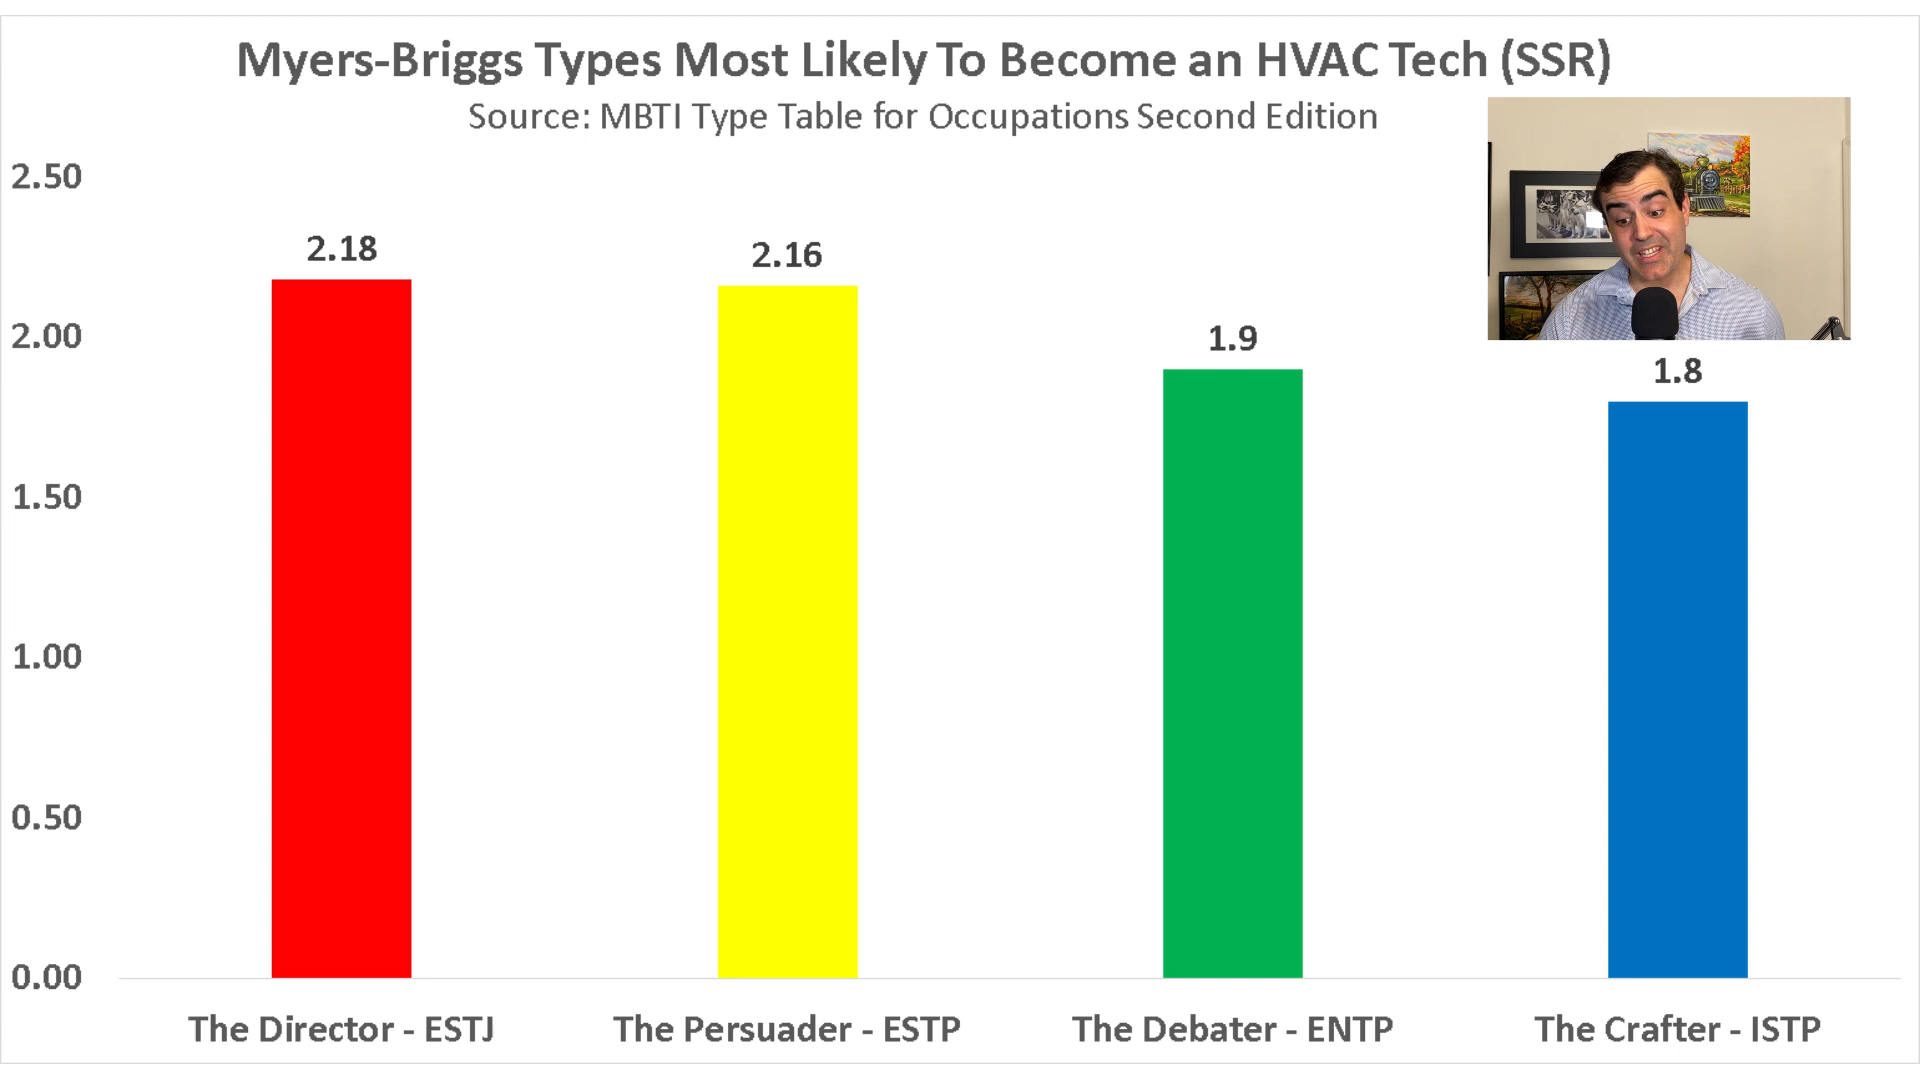 Myers-Briggs Types Most Likely To Become an HVAC Tech (SSR)
Source: MBTI Type Table for Occupations Second Edition
2.50
2.18
2.16
2.00
1.9
1.8
1.50
1.00
0.50
0.00
The Director - ESTJ
The Persuader - ESTP
The Debater - ENTP
The Crafter - ISTP